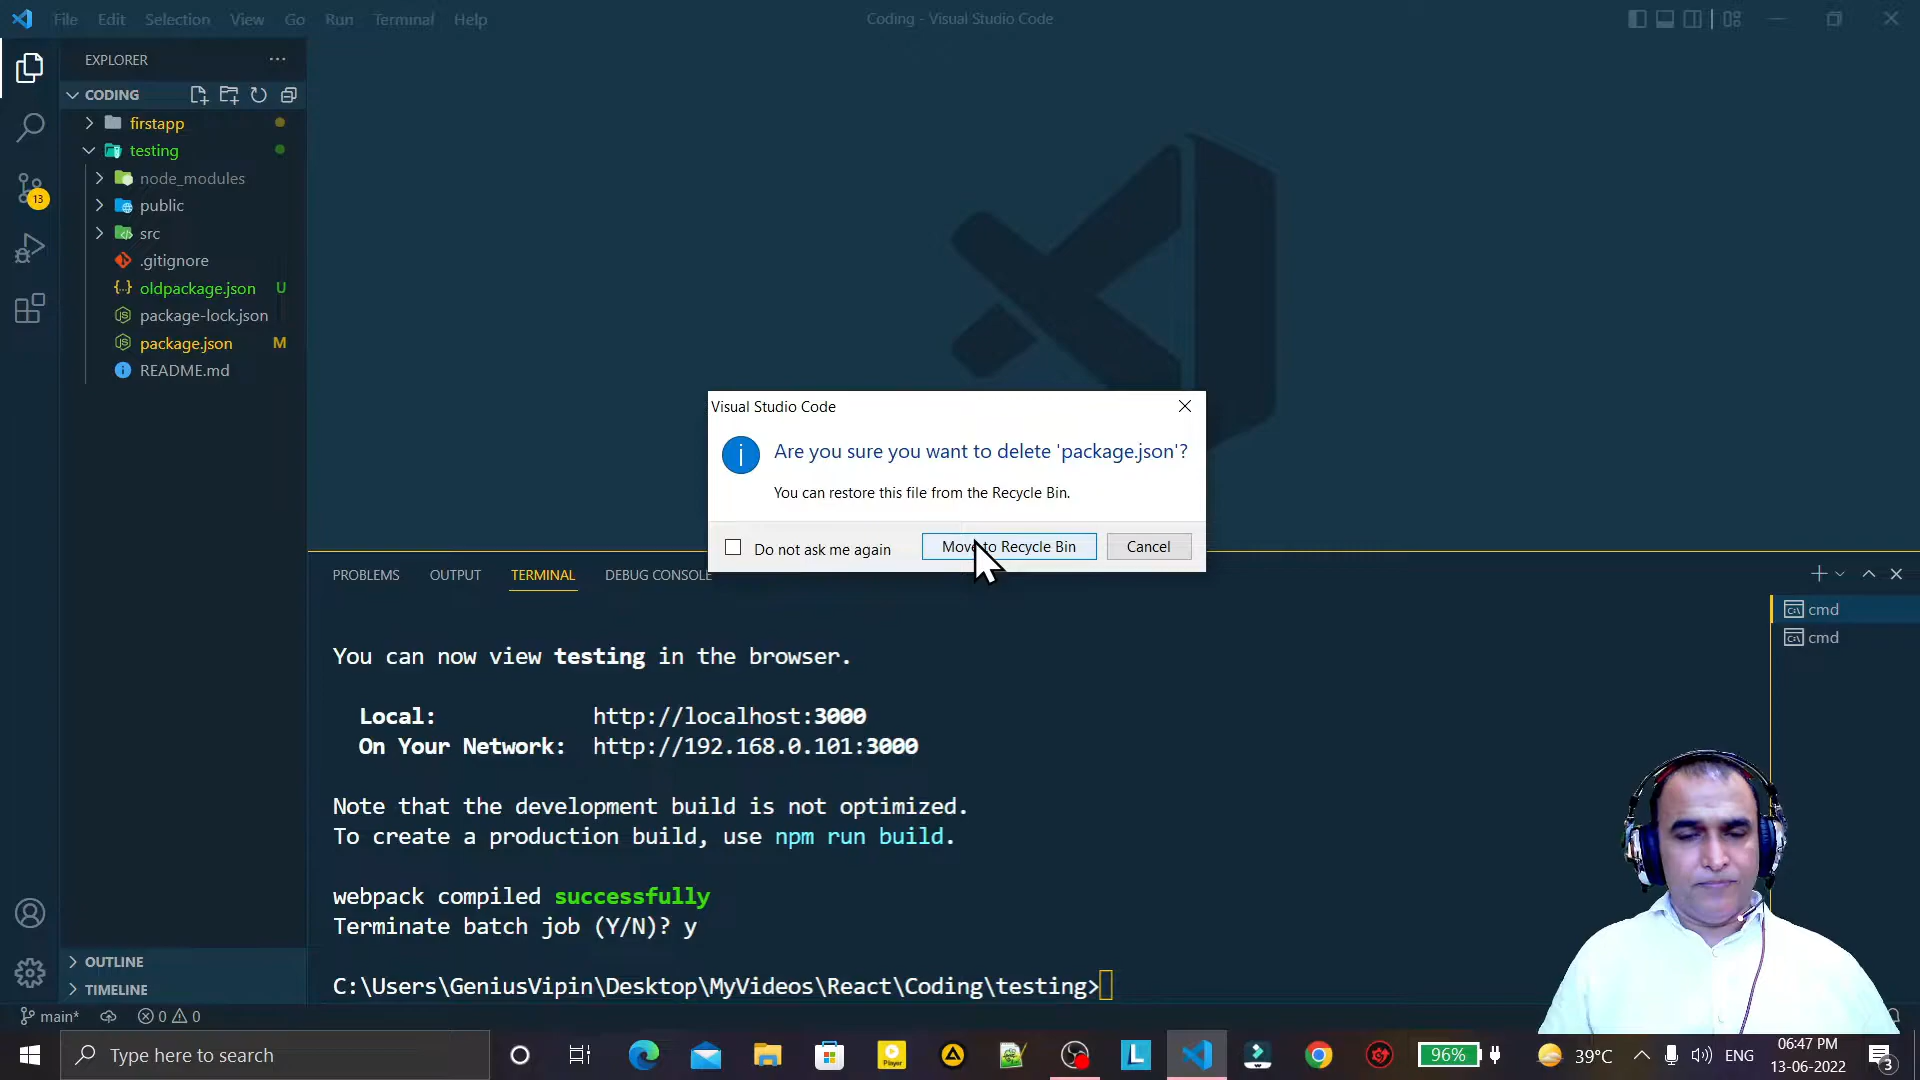 File Edit Selection View Go Run Terminal Help
Coding - Visual Studio Code
EXPLORER
CODING
firstapp
testing
node_modules
public
src
.gitignore
oldpackage.json U
package-lock.json
package.json M
README.md
OUTLINE
TIMELINE
13
Visual Studio Code
Are you sure you want to delete 'package.json'?
You can restore this file from the Recycle Bin.
Do not ask me again
Move to Recycle Bin
Cancel
PROBLEMS OUTPUT TERMINAL DEBUG CONSOLE
cmd
cmd
You can now view testing in the browser.
Local: http://localhost:3000
On Your Network: http://192.168.0.101:3000
Note that the development build is not optimized.
To create a production build, use npm run build.
webpack compiled successfully
Terminate batch job (Y/N)? y
C:\Users\GeniusVipin\Desktop\MyVideos\React\Coding\testing>
main* 0 0
Type here to search
Player
L
96%
39°C
ENG
06:47 PM
13-06-2022
3